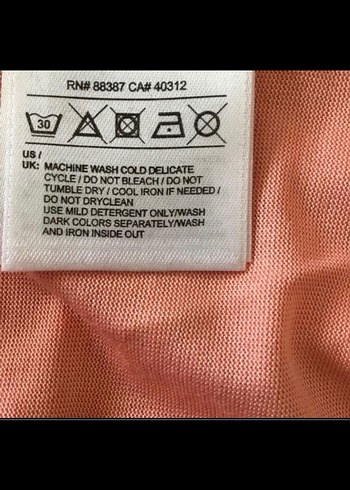 RN# 88387 CA# 40312
30
US /
UK: MACHINE WASH COLD DELICATE
CYCLE / DO NOT BLEACH / DO NOT
TUMBLE DRY / COOL IRON IF NEEDED /
DO NOT DRYCLEAN
USE MILD DETERGENT ONLY/WASH
DARK COLORS SEPARATELY/WASH
AND IRON INSIDE OUT